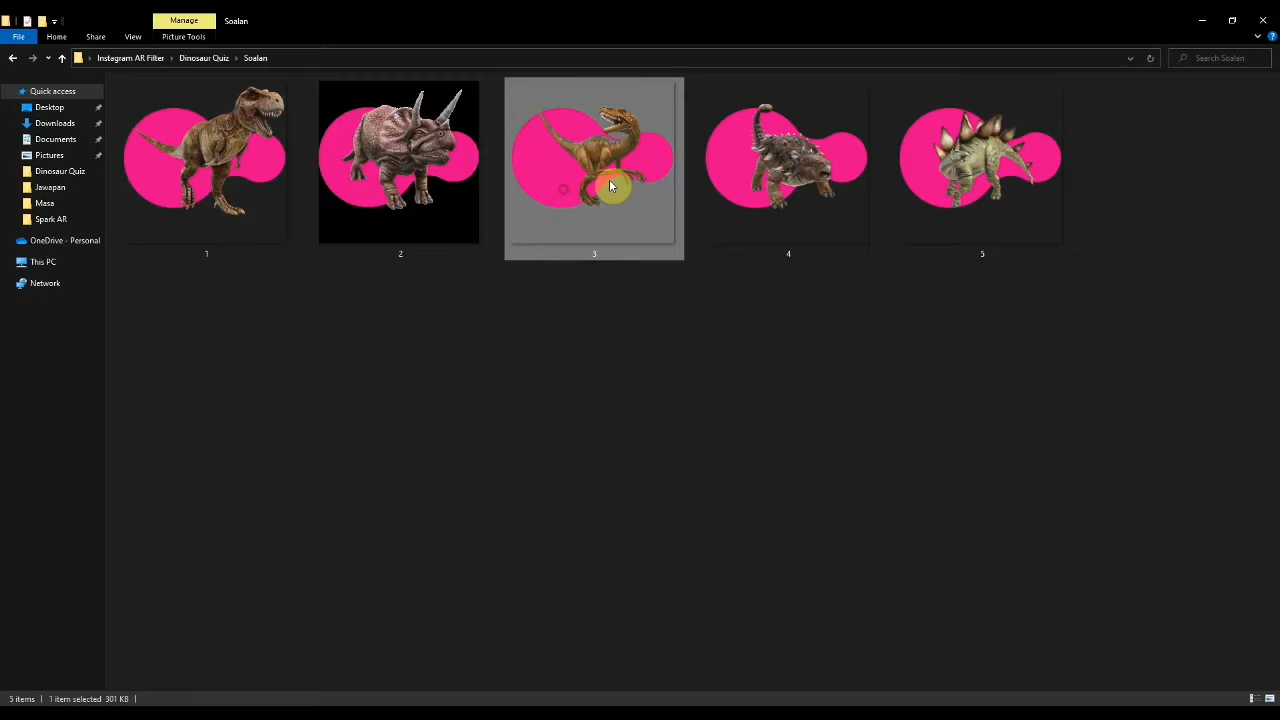 Manage
Soalan
File
Home
Share
View
Picture Tools
Instagram AR Filter
Dinosaur Quiz
Soalan
Search Soalan
Quick access
Desktop
Downloads
Documents
Pictures
Dinosaur Quiz
Jawapan
Masa
Spark AR
OneDrive - Personal
This PC
Network
1
2
3
4
5
5 items
1 item selected 301 KB